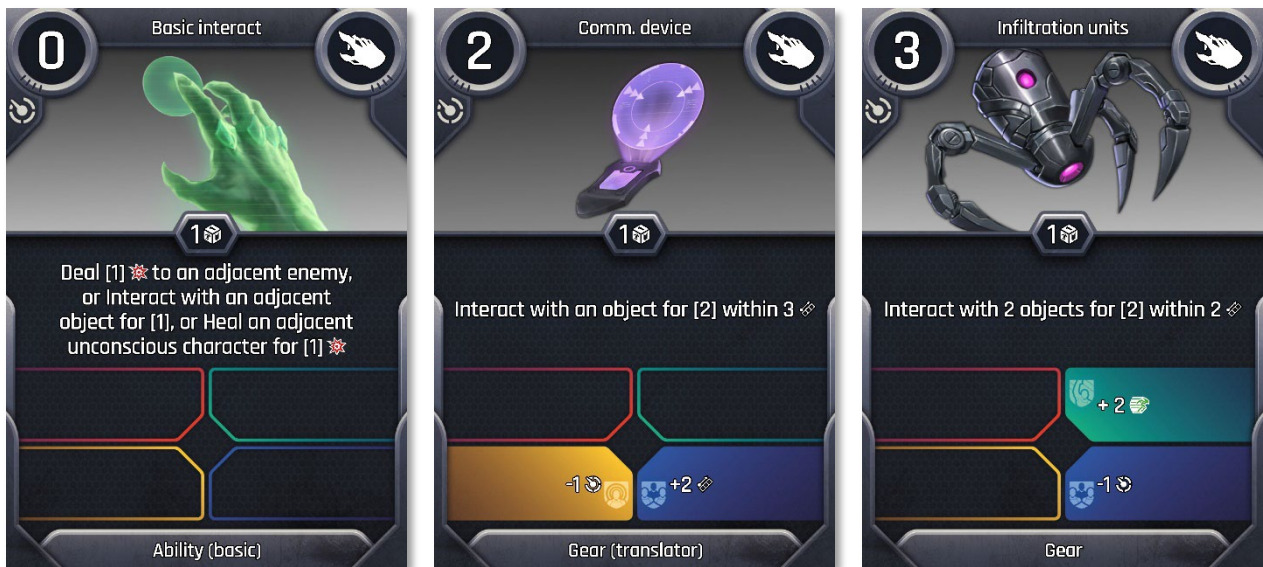 0
Basic interact
1
Deal [1] to an adjacent enemy,
or Interact with an adjacent
object for [1], or Heal an adjacent
unconscious character for [1]
Ability (basic)
2
Comm. device
1
Interact with an object for [2] within 3
-1
+2
Gear (translator)
3
Infiltration units
1
Interact with 2 objects for [2] within 2
+ 2
-1
Gear